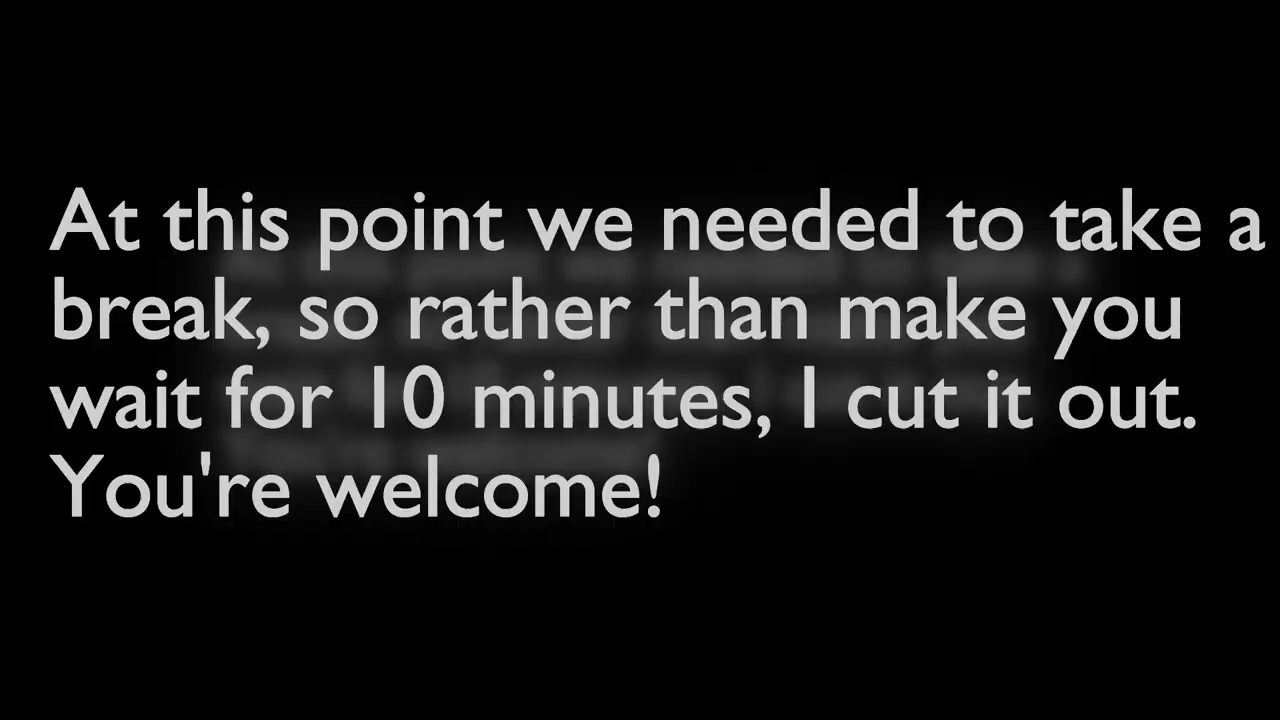 At this point we needed to take a
break, so rather than make you
wait for 10 minutes, I cut it out.
You're welcome!